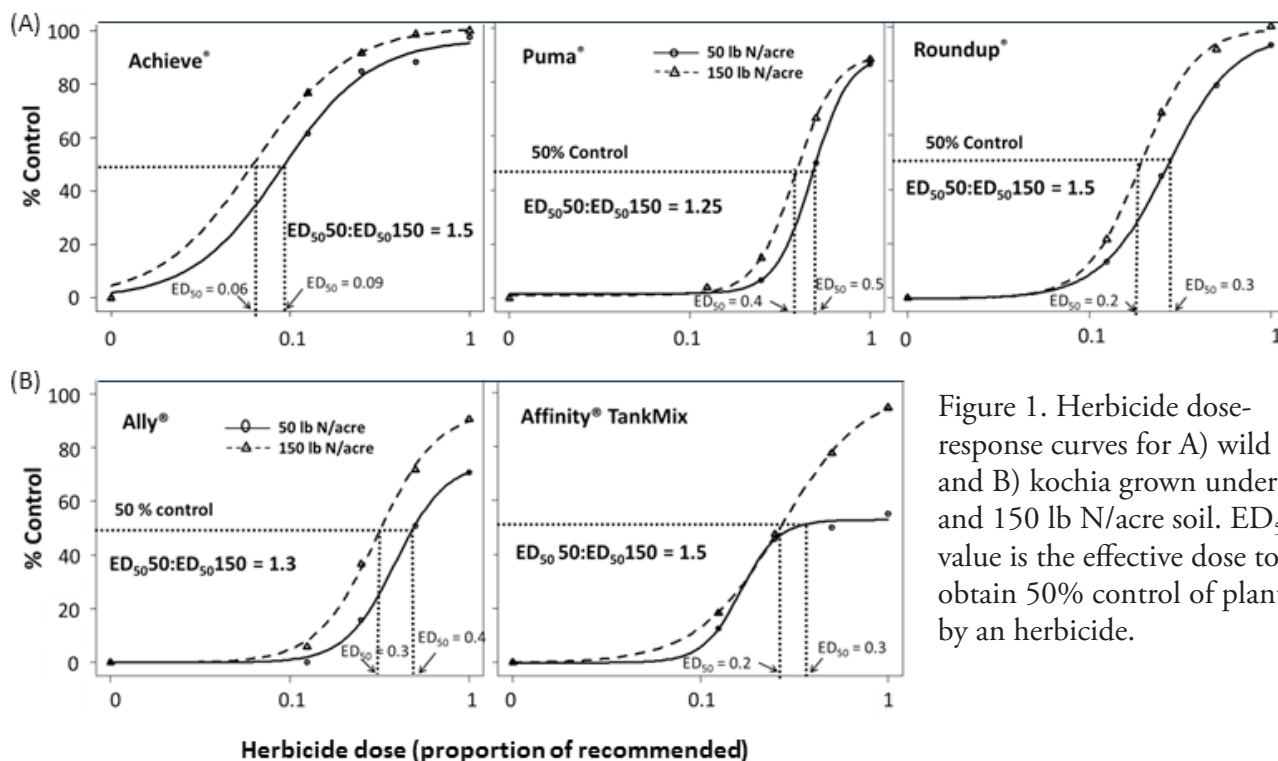 (A)
% Control
100
80
60
40
20
0
Achieve®
ED₅₀50:ED₅₀150 = 1.5
ED₅₀ = 0.06
ED₅₀ = 0.09
0 0.1 1
Puma®
50 lb N/acre
150 lb N/acre
50% Control
ED₅₀50:ED₅₀150 = 1.25
ED₅₀ = 0.4
ED₅₀ = 0.5
0 0.1 1
Roundup®
50% Control
ED₅₀50:ED₅₀150 = 1.5
ED₅₀ = 0.2
ED₅₀ = 0.3
0 0.1 1
(B)
% Control
100
80
60
40
20
0
Ally®
50 lb N/acre
150 lb N/acre
50 % control
ED₅₀50:ED₅₀150 = 1.3
ED₅₀ = 0.3
ED₅₀ = 0.4
0 0.1 1
Affinity® TankMix
ED₅₀ 50:ED₅₀150 = 1.5
ED₅₀ = 0.2
ED₅₀ = 0.3
0 0.1 1
Herbicide dose (proportion of recommended)
Figure 1. Herbicide dose-
response curves for A) wild
and B) kochia grown under
and 150 lb N/acre soil.
value is the effective dose to
obtain 50% control of plant
by an herbicide.